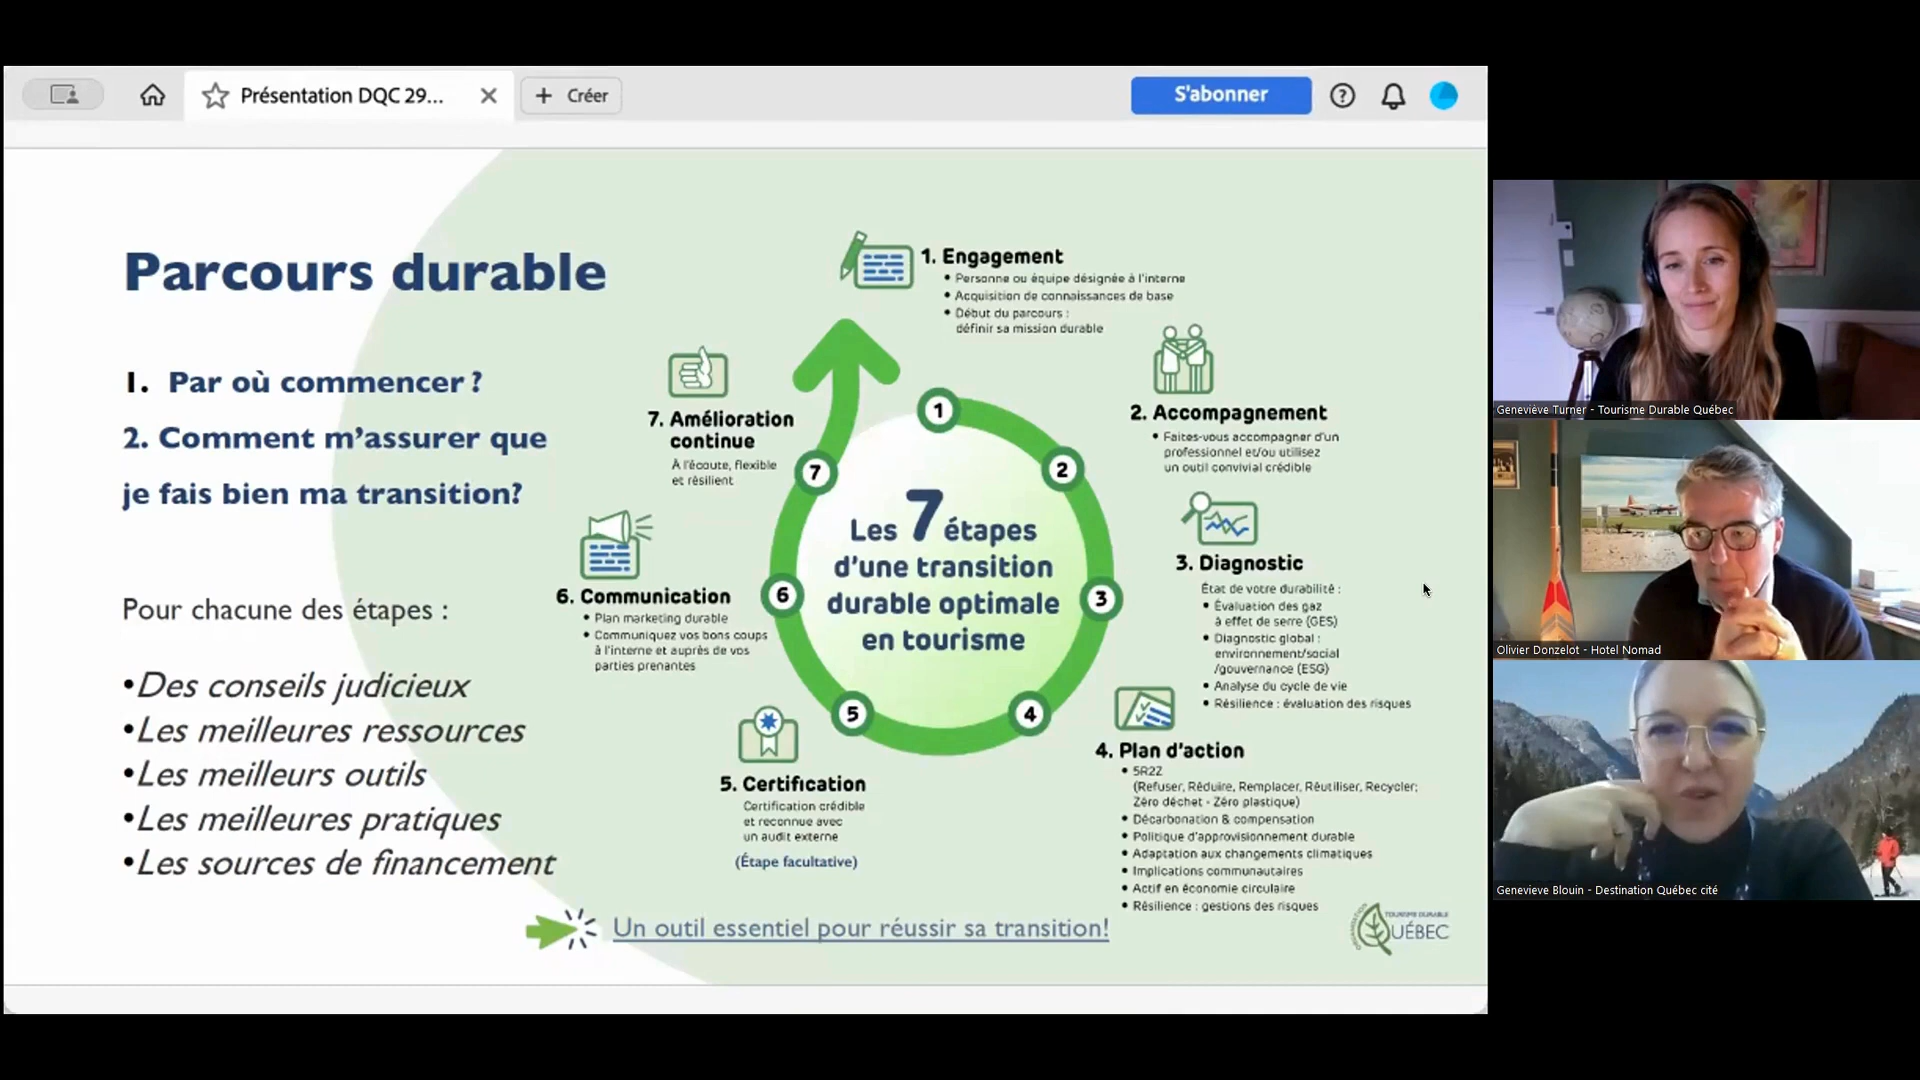 Présentation DQC 29...
Créer
S'abonner
Parcours durable
1. Par où commencer ?
2. Comment m'assurer que
je fais bien ma transition?
Pour chacune des étapes :
•Des conseils judicieux
•Les meilleures ressources
•Les meilleurs outils
•Les meilleures pratiques
•Les sources de financement
1. Engagement
• Personne ou équipe désignée à l'interne
• Acquisition de connaissances de base
• Début du parcours :
définir sa mission durable
2. Accompagnement
• Faites-vous accompagner d'un
professionnel et/ou utilisez
un outil convivial crédible
3. Diagnostic
État de votre durabilité :
• Évaluation des gaz
à effet de serre (GES)
• Diagnostic global :
environnement/social
/gouvernance (ESG)
• Analyse du cycle de vie
• Résilience : évaluation des risques
4. Plan d'action
• 5R2Z
(Refuser, Réduire, Remplacer, Réutiliser, Recycler;
Zéro déchet - Zéro plastique)
• Décarbonation & compensation
• Politique d'approvisionnement durable
• Adaptation aux changements climatiques
• Implications communautaires
• Actif en économie circulaire
• Résilience : gestions des risques
5. Certification
Certification crédible
et reconnue avec
un audit externe
(Étape facultative)
6. Communication
• Plan marketing durable
• Communiquez vos bons coups
à l'interne et auprès de vos
parties prenantes
7. Amélioration
continue
À l'écoute, flexible
et résilient
1
2
3
4
5
6
7
Les 7 étapes
d'une transition
durable optimale
en tourisme
Un outil essentiel pour réussir sa transition!
TOURISME DURABLE
QUÉBEC
Geneviève Turner - Tourisme Durable Québec
Olivier Donzelot - Hotel Nomad
Genevieve Blouin - Destination Québec cité